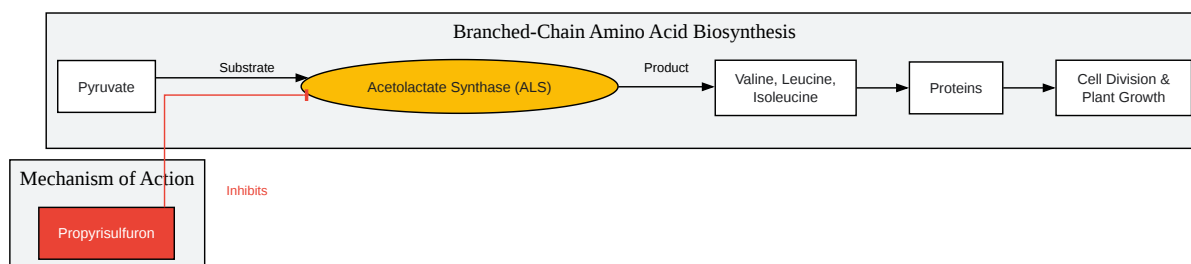 Branched-Chain Amino Acid Biosynthesis
Pyruvate
Substrate
Acetolactate Synthase (ALS)
Product
Valine, Leucine,
Isoleucine
Proteins
Cell Division &
Plant Growth
Mechanism of Action
Inhibits
Propyrisulfuron